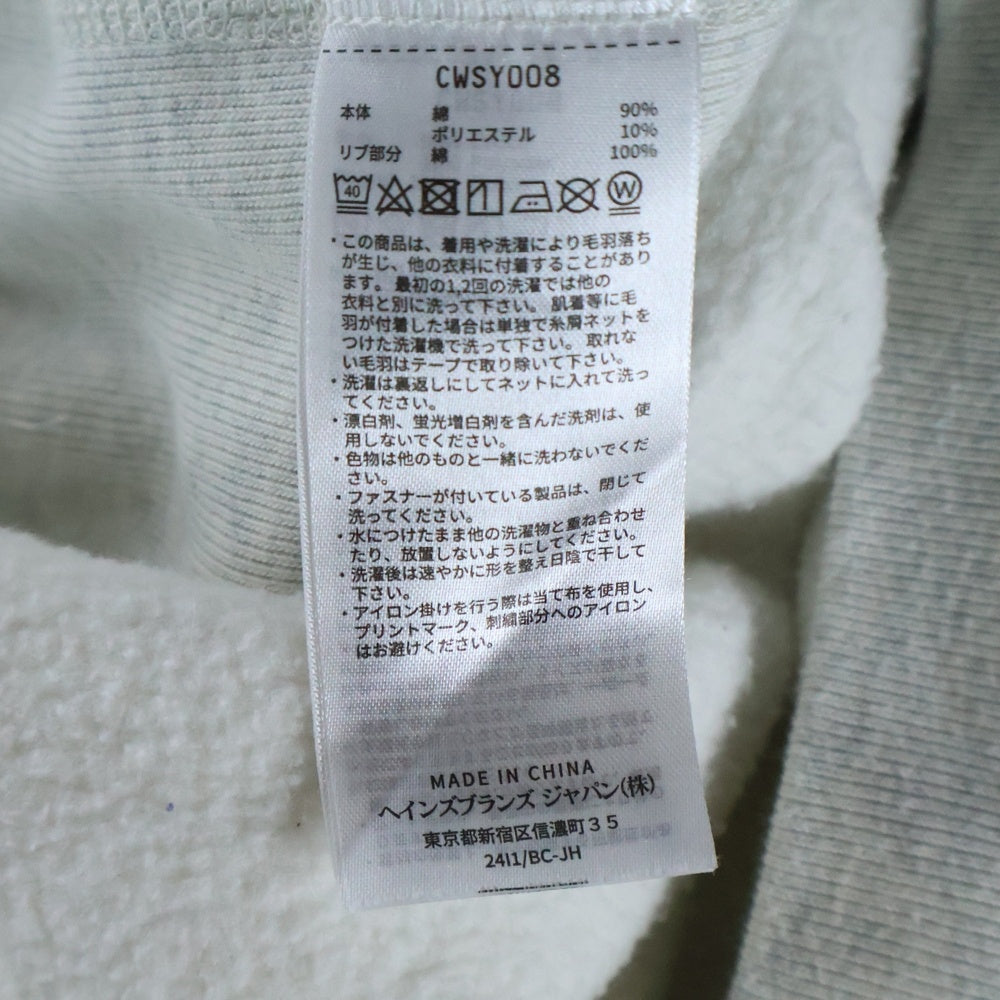 CWSY008
本体 綿 90%
ポリエステル 10%
リブ部分 綿 100%
40 W
・この商品は、着用や洗濯により毛羽落ち
が生じ、他の衣料に付着することがあり
ます。最初の1,2回の洗濯では他の
衣料と別に洗って下さい。肌着等に毛
羽が付着した場合は単独で糸屑ネットを
つけた洗濯機で洗って下さい。取れな
い毛羽はテープで取り除いて下さい。
・洗濯は裏返しにしてネットに入れて洗っ
てください。
・漂白剤、蛍光増白剤を含んだ洗剤は、使
用しないでください。
・色物は他のものと一緒に洗わないでくだ
さい。
・ファスナーが付いている製品は、閉じて
洗ってください。
・水につけたまま他の洗濯物と重ね合わせ
たり、放置しないようにしてください。
・洗濯後は速やかに形を整え日陰で干して
下さい。
・アイロン掛けを行う際は当て布を使用し、
プリントマーク、刺繍部分へのアイロン
はお避けください。
MADE IN CHINA
ヘインズブランズ ジャパン(株)
東京都新宿区信濃町35
24I1/BC-JH